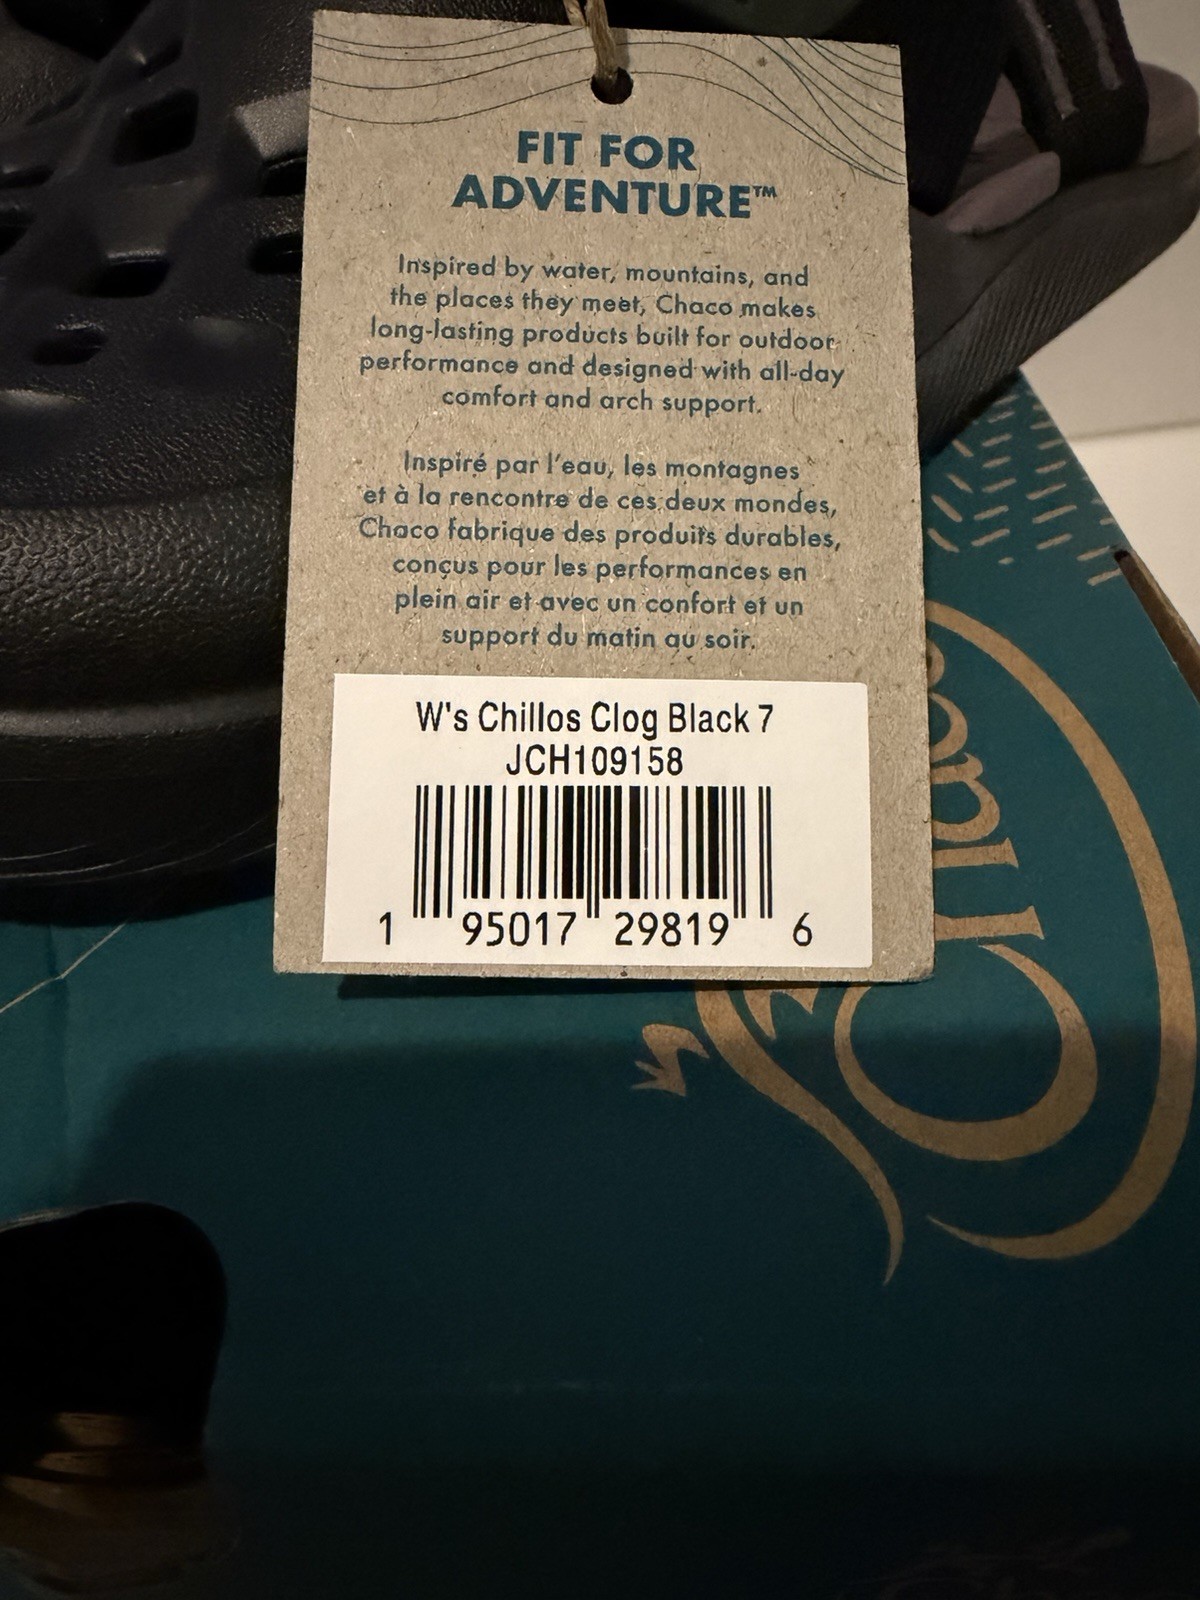 FIT FOR
ADVENTURE™
Inspired by water, mountains, and
the places they meet, Chaco makes
long-lasting products built for outdoor
performance and designed with all-day
comfort and arch support.
Inspiré par l'eau, les montagnes
et à la rencontre de ces deux mondes,
Chaco fabrique des produits durables,
conçus pour les performances en
plein air et avec un confort et un
support du matin au soir.
W's Chillos Clog Black 7
JCH109158
1 95017 29819 6
Chaco